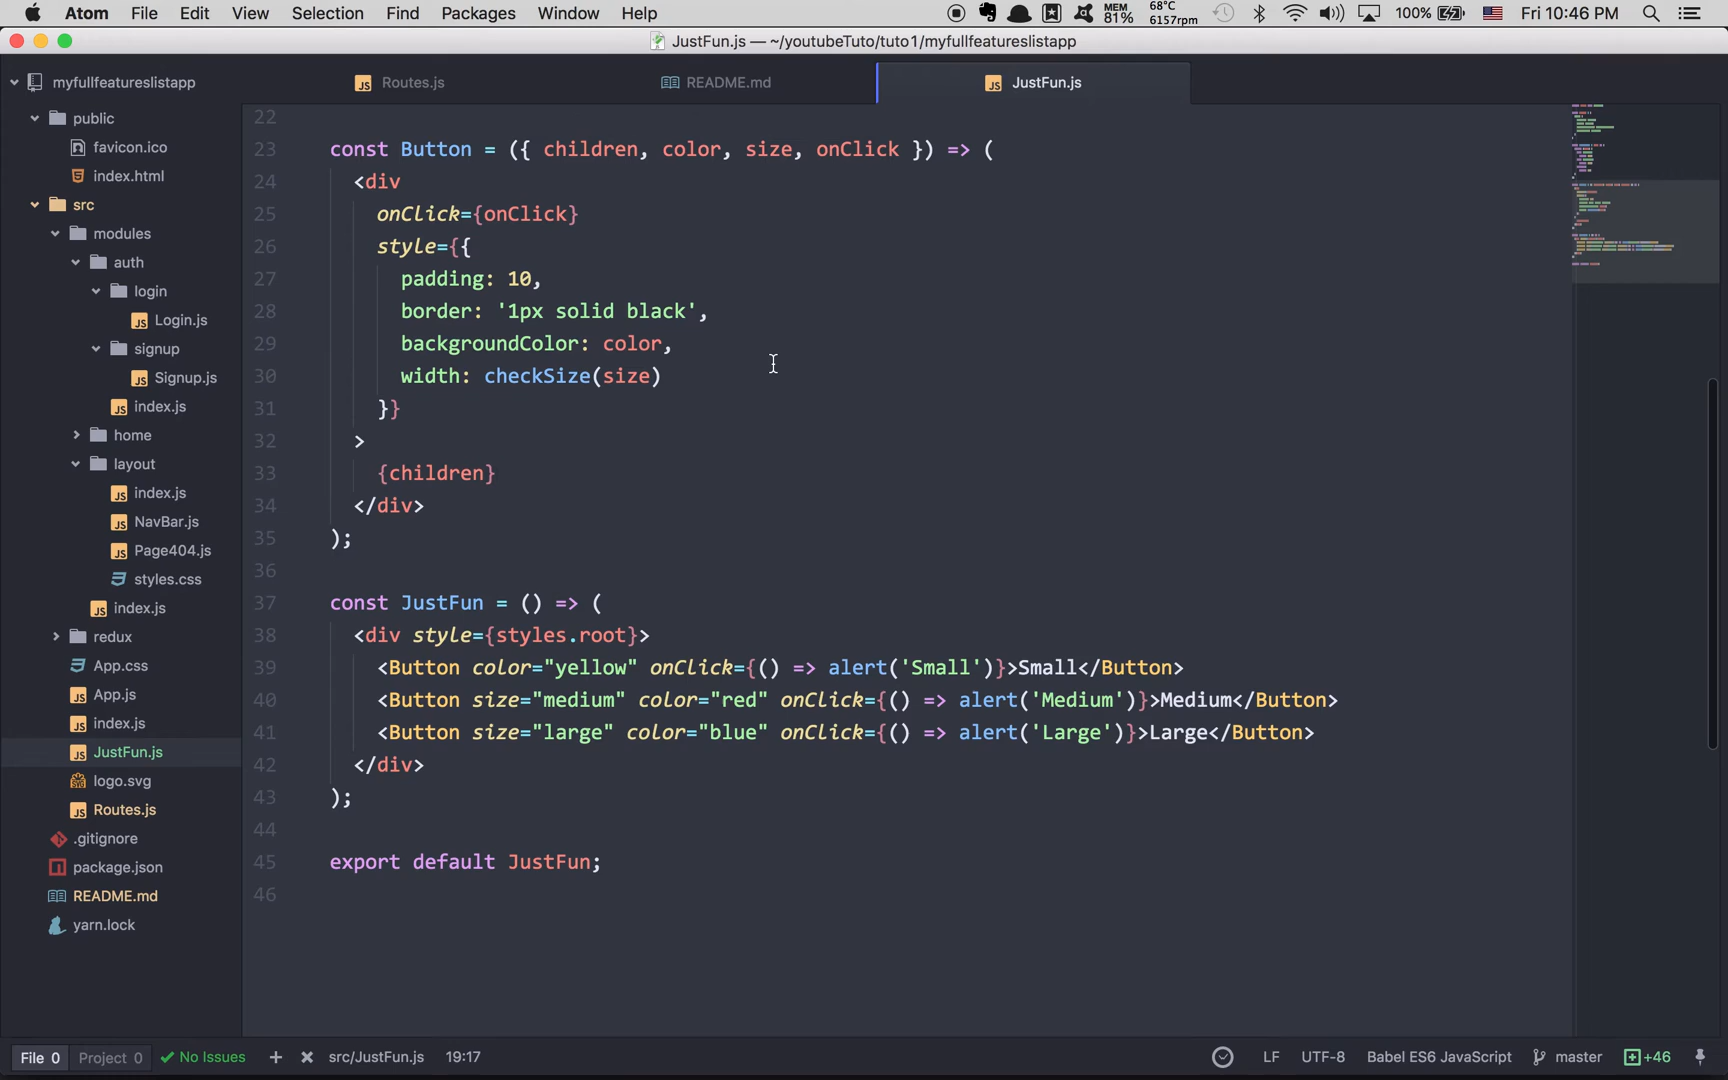 Atom File Edit View Selection Find Packages Window Help MEM 81% 68°C 6157rpm 100% Fri 10:46 PM
JustFun.js — ~/youtubeTuto/tuto1/myfullfeatureslistapp
myfullfeatureslistapp
public
favicon.ico
index.html
src
modules
auth
login
Login.js
signup
Signup.js
index.js
home
layout
index.js
NavBar.js
Page404.js
styles.css
index.js
redux
App.css
App.js
index.js
JustFun.js
logo.svg
Routes.js
.gitignore
package.json
README.md
yarn.lock
Routes.js README.md JustFun.js
22
23 const Button = ({ children, color, size, onClick }) => (
24 <div
25 onClick={onClick}
26 style={{
27 padding: 10,
28 border: '1px solid black',
29 backgroundColor: color,
30 width: checkSize(size)
31 }}
32 >
33 {children}
34 </div>
35 );
36
37 const JustFun = () => (
38 <div style={styles.root}>
39 <Button color="yellow" onClick={() => alert('Small')}>Small</Button>
40 <Button size="medium" color="red" onClick={() => alert('Medium')}>Medium</Button>
41 <Button size="large" color="blue" onClick={() => alert('Large')}>Large</Button>
42 </div>
43 );
44
45 export default JustFun;
46
File 0 Project 0 No Issues + × src/JustFun.js 19:17 LF UTF-8 Babel ES6 JavaScript master +46